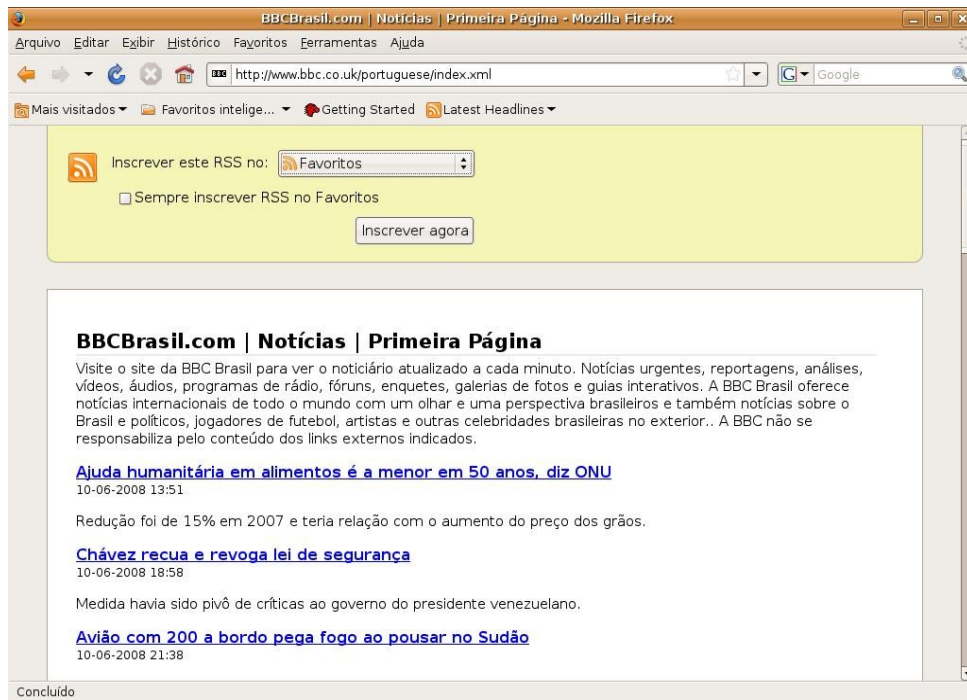 BBCBrasil.com | Notícias | Primeira Página - Mozilla Firefox
Arquivo Editar Exibir Histórico Favoritos Ferramentas Ajuda
BBC http://www.bbc.co.uk/portuguese/index.xml G Google
Mais visitados Favoritos intelige... Getting Started Latest Headlines
Inscrever este RSS no: Favoritos
Sempre inscrever RSS no Favoritos
Inscrever agora
BBCBrasil.com | Notícias | Primeira Página
Visite o site da BBC Brasil para ver o noticiário atualizado a cada minuto. Notícias urgentes, reportagens, análises,
vídeos, áudios, programas de rádio, fóruns, enquetes, galerias de fotos e guias interativos. A BBC Brasil oferece
notícias internacionais de todo o mundo com um olhar e uma perspectiva brasileiros e também notícias sobre o
Brasil e políticos, jogadores de futebol, artistas e outras celebridades brasileiras no exterior.. A BBC não se
responsabiliza pelo conteúdo dos links externos indicados.
Ajuda humanitária em alimentos é a menor em 50 anos, diz ONU
10-06-2008 13:51
Redução foi de 15% em 2007 e teria relação com o aumento do preço dos grãos.
Chávez recua e revoga lei de segurança
10-06-2008 18:58
Medida havia sido pivô de críticas ao governo do presidente venezuelano.
Avião com 200 a bordo pega fogo ao pousar no Sudão
10-06-2008 21:38
Concluído